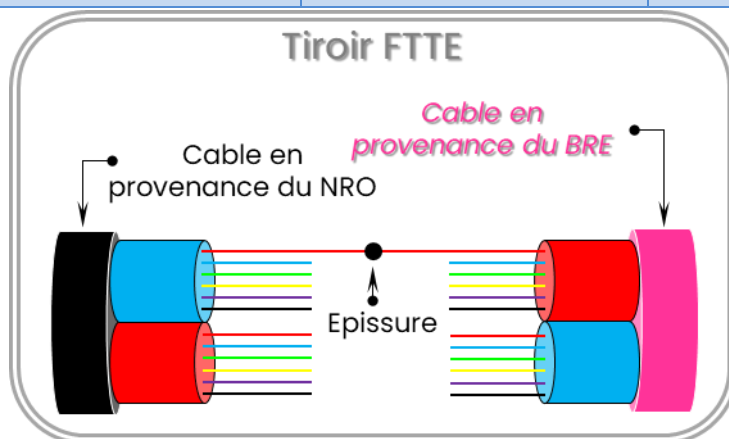 Tiroir FTTE
Cable en
provenance du BRE
Cable en
provenance du NRO
Epissure